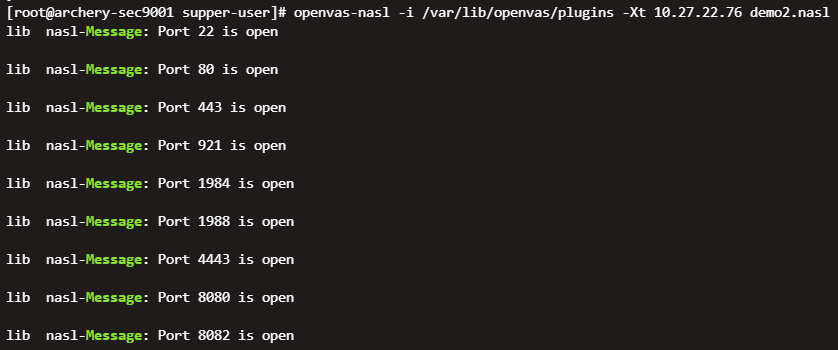 [root@archery-sec9001 supper-user]# openvas-nasl -i /var/lib/openvas/plugins -Xt 10.27.22.76 demo2.nasl
lib  nasl-Message: Port 22 is open
lib  nasl-Message: Port 80 is open
lib  nasl-Message: Port 443 is open
lib  nasl-Message: Port 921 is open
lib  nasl-Message: Port 1984 is open
lib  nasl-Message: Port 1988 is open
lib  nasl-Message: Port 4443 is open
lib  nasl-Message: Port 8080 is open
lib  nasl-Message: Port 8082 is open